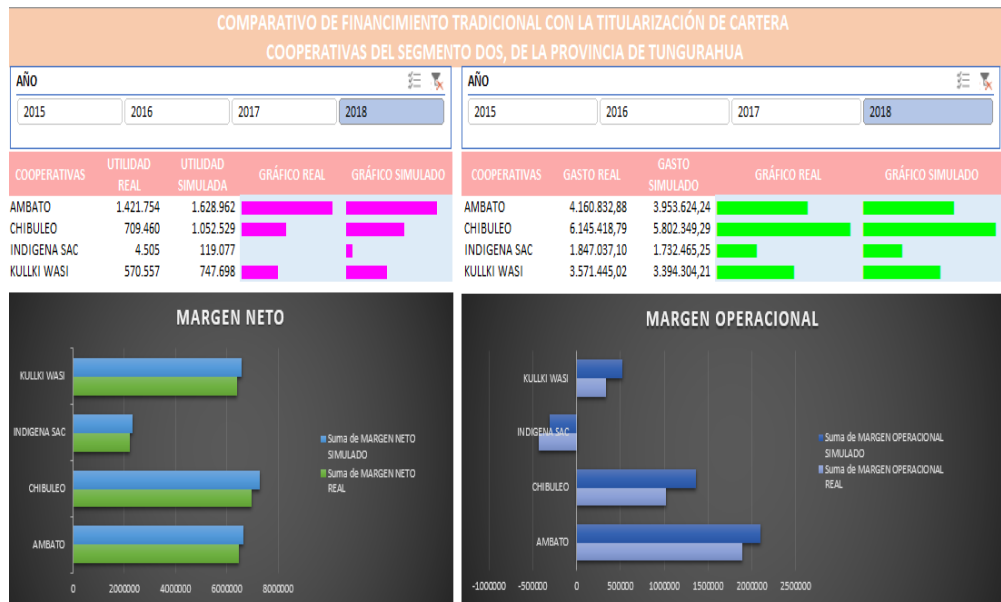 COMPARATIVO DE FINANCIMIENTO TRADICIONAL CON LA TITULARIZACIÓN DE CARTERA
COOPERATIVAS DEL SEGMENTO DOS, DE LA PROVINCIA DE TUNGURAHUA
AÑO
2015 2016 2017 2018
COOPERATIVAS UTILIDAD REAL UTILIDAD SIMULADA GRÁFICO REAL GRÁFICO SIMULADO
AMBATO 1.421.754 1.628.962
CHIBULEO 709.460 1.052.529
INDIGENA SAC 4.505 119.077
KULLKI WASI 570.557 747.698
AÑO
2015 2016 2017 2018
COOPERATIVAS GASTO REAL GASTO SIMULADO GRÁFICO REAL GRÁFICO SIMULADO
AMBATO 4.160.832,88 3.953.624,24
CHIBULEO 6.145.418,79 5.802.349,29
INDIGENA SAC 1.847.037,10 1.732.465,25
KULLKI WASI 3.571.445,02 3.394.304,21
MARGEN NETO
KULLKI WASI
INDIGENA SAC
CHIBULEO
AMBATO
0 2000000 4000000 6000000 8000000
Suma de MARGEN NETO
SIMULADO
Suma de MARGEN NETO
REAL
MARGEN OPERACIONAL
KULLKI WASI
INDIGENA SAC
CHIBULEO
AMBATO
-1000000 -500000 0 500000 1000000 1500000 2000000 2500000
Suma de MARGEN OPERACIONAL
SIMULADO
Suma de MARGEN OPERACIONAL
REAL